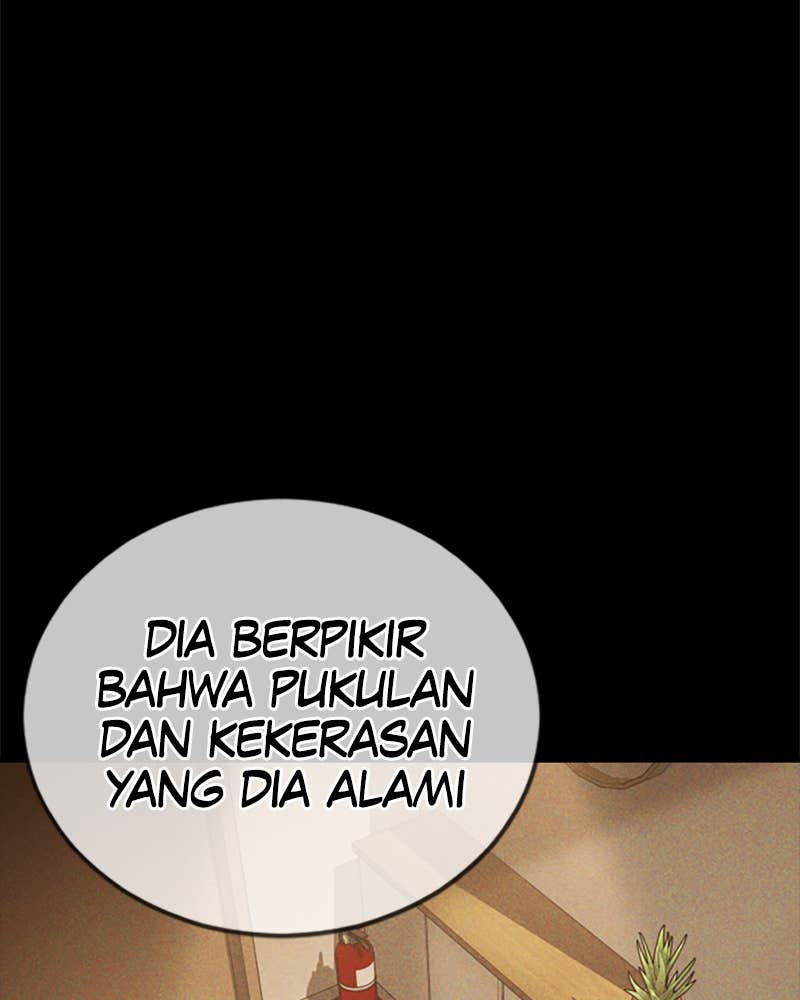 DIA BERPIKIR
BAHWA PUKULAN
DAN KEKERASAN
YANG DIA ALAMI